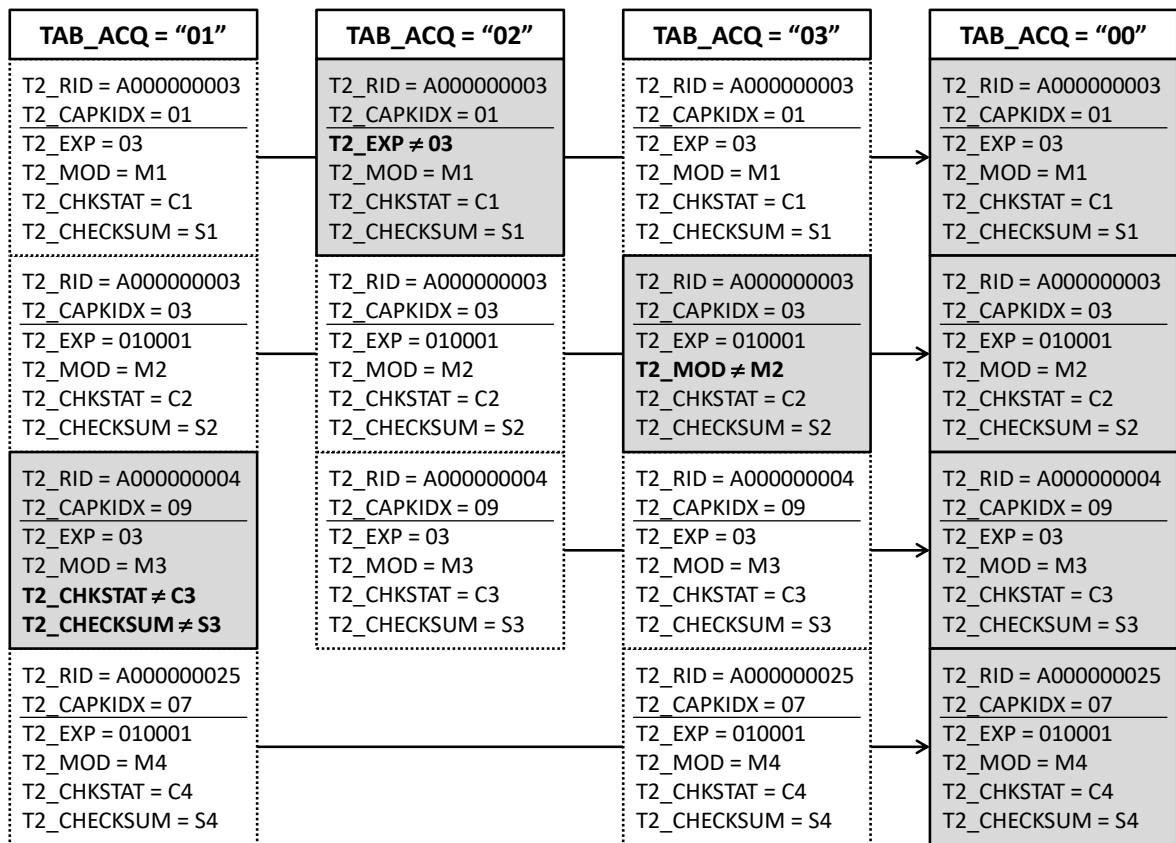 TAB_ACQ = “01”
T2_RID = A000000003
T2_CAPKIDX = 01
T2_EXP = 03
T2_MOD = M1
T2_CHKSTAT = C1
T2_CHECKSUM = S1
T2_RID = A000000003
T2_CAPKIDX = 03
T2_EXP = 010001
T2_MOD = M2
T2_CHKSTAT = C2
T2_CHECKSUM = S2
T2_RID = A000000004
T2_CAPKIDX = 09
T2_EXP = 03
T2_MOD = M3
T2_CHKSTAT ≠ C3
T2_CHECKSUM ≠ S3
T2_RID = A000000025
T2_CAPKIDX = 07
T2_EXP = 010001
T2_MOD = M4
T2_CHKSTAT = C4
T2_CHECKSUM = S4
TAB_ACQ = “02”
T2_RID = A000000003
T2_CAPKIDX = 01
T2_EXP ≠ 03
T2_MOD = M1
T2_CHKSTAT = C1
T2_CHECKSUM = S1
T2_RID = A000000003
T2_CAPKIDX = 03
T2_EXP = 010001
T2_MOD = M2
T2_CHKSTAT = C2
T2_CHECKSUM = S2
T2_RID = A000000004
T2_CAPKIDX = 09
T2_EXP = 03
T2_MOD = M3
T2_CHKSTAT = C3
T2_CHECKSUM = S3
TAB_ACQ = “03”
T2_RID = A000000003
T2_CAPKIDX = 01
T2_EXP = 03
T2_MOD = M1
T2_CHKSTAT = C1
T2_CHECKSUM = S1
T2_RID = A000000003
T2_CAPKIDX = 03
T2_EXP = 010001
T2_MOD ≠ M2
T2_CHKSTAT = C2
T2_CHECKSUM = S2
T2_RID = A000000004
T2_CAPKIDX = 09
T2_EXP = 03
T2_MOD = M3
T2_CHKSTAT = C3
T2_CHECKSUM = S3
T2_RID = A000000025
T2_CAPKIDX = 07
T2_EXP = 010001
T2_MOD = M4
T2_CHKSTAT = C4
T2_CHECKSUM = S4
TAB_ACQ = “00”
T2_RID = A000000003
T2_CAPKIDX = 01
T2_EXP = 03
T2_MOD = M1
T2_CHKSTAT = C1
T2_CHECKSUM = S1
T2_RID = A000000003
T2_CAPKIDX = 03
T2_EXP = 010001
T2_MOD = M2
T2_CHKSTAT = C2
T2_CHECKSUM = S2
T2_RID = A000000004
T2_CAPKIDX = 09
T2_EXP = 03
T2_MOD = M3
T2_CHKSTAT = C3
T2_CHECKSUM = S3
T2_RID = A000000025
T2_CAPKIDX = 07
T2_EXP = 010001
T2_MOD = M4
T2_CHKSTAT = C4
T2_CHECKSUM = S4